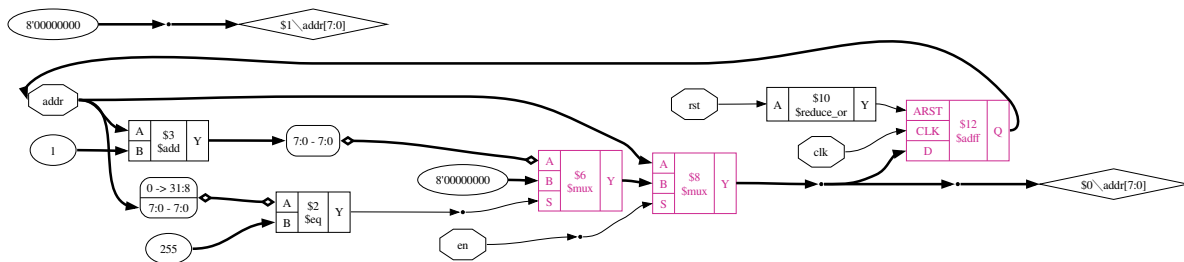 8'00000000
$1\addr[7:0]
addr
rst
A
$10
$reduce_or
Y
ARST
CLK
D
$12
$adff
Q
1
A
B
$3
$add
Y
7:0 - 7:0
clk
8'00000000
A
B
S
$6
$mux
Y
A
B
S
$8
$mux
Y
$0\addr[7:0]
0 -> 31:8
7:0 - 7:0
A
B
$2
$eq
Y
255
en